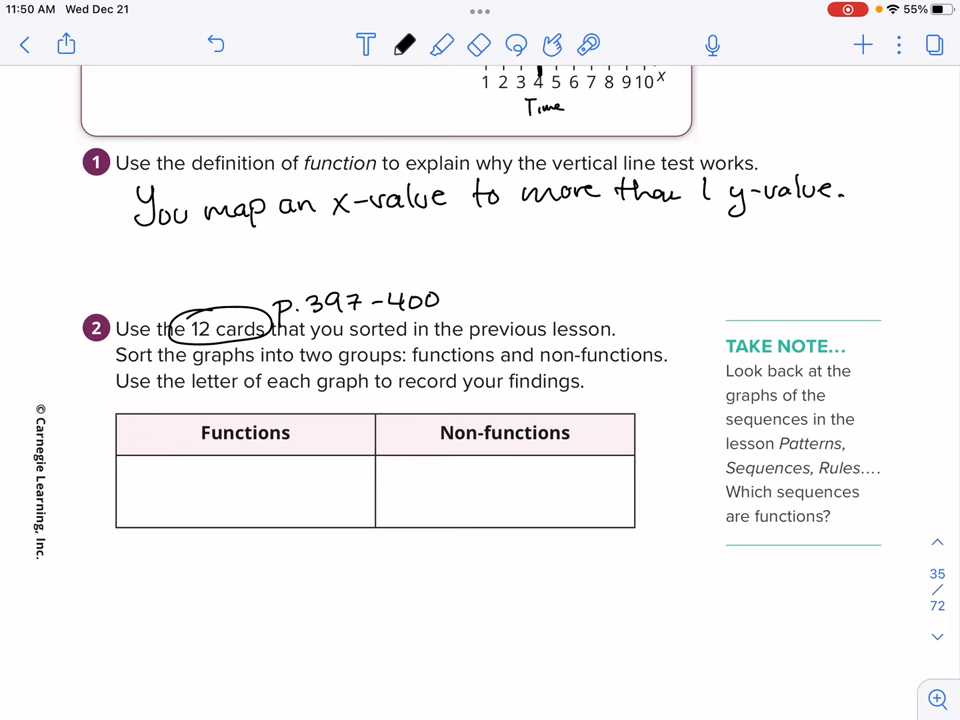 11:50 AM Wed Dec 21
55%
T
1 2 3 4 5 6 7 8 9 10 x
Time
1 Use the definition of function to explain why the vertical line test works.
You map an x-value to more than 1 y-value.
p. 397-400
2 Use the 12 cards that you sorted in the previous lesson.
Sort the graphs into two groups: functions and non-functions.
Use the letter of each graph to record your findings.
Functions Non-functions
TAKE NOTE...
Look back at the
graphs of the
sequences in the
lesson Patterns,
Sequences, Rules....
Which sequences
are functions?
© Carnegie Learning, Inc.
35
/
72